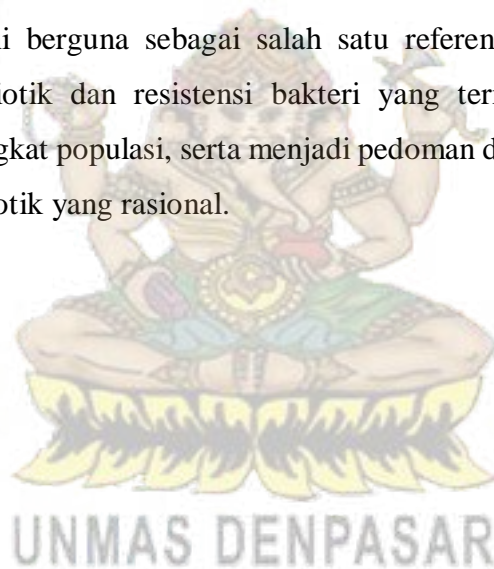 i berguna sebagai salah satu referen
iotik dan resistensi bakteri yang ter
gkat populasi, serta menjadi pedoman d
otik yang rasional.
UNMAS DENPASAR